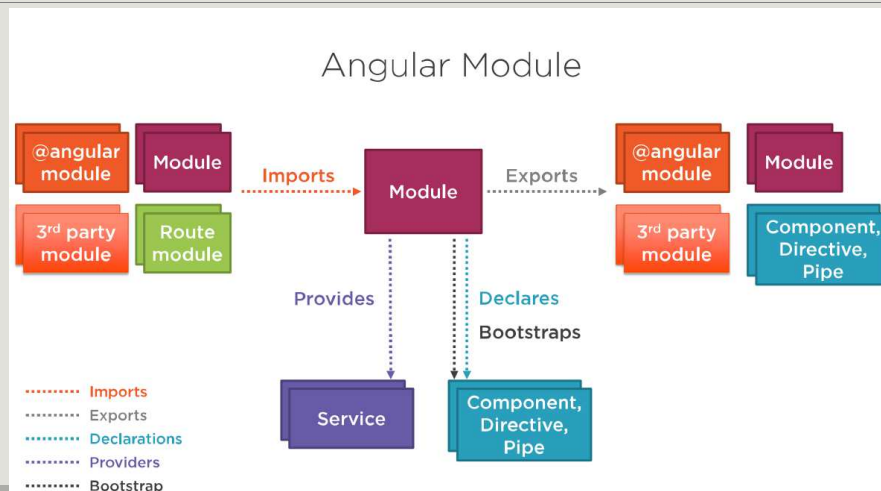 Angular Module
@angular
module
Module
3rd party
module
Route
module
Imports
Module
Exports
@angular
module
Module
3rd party
module
Component,
Directive,
Pipe
Provides
Declares
Bootstraps
Service
Component,
Directive,
Pipe
Imports
Exports
Declarations
Providers
Bootstrap